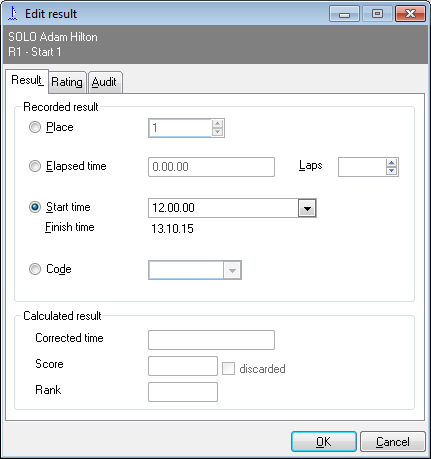 Edit result
SOLO Adam Hilton
R1 - Start 1
Result Rating Audit
Recorded result
Place 1
Elapsed time 0.00.00 Laps
Start time 12.00.00
Finish time 13.10.15
Code
Calculated result
Corrected time
Score discarded
Rank
OK Cancel